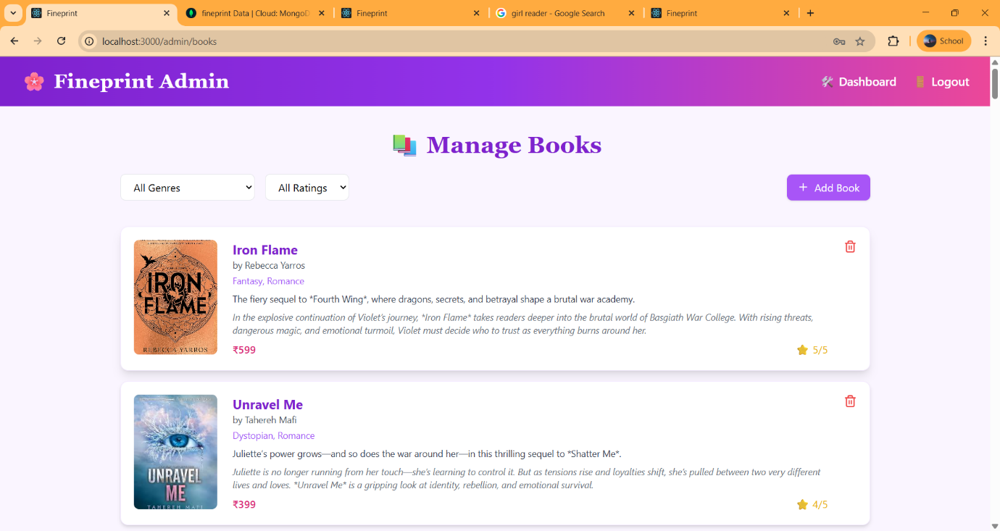 Fineprint
fineprint Data | Cloud: MongoD
Fineprint
girl reader - Google Search
Fineprint
localhost:3000/admin/books
School
Fineprint Admin
Dashboard
Logout
Manage Books
All Genres
All Ratings
+ Add Book
IRON
FLAME
REBECCA YARROS
Iron Flame
by Rebecca Yarros
Fantasy, Romance
The fiery sequel to *Fourth Wing*, where dragons, secrets, and betrayal shape a brutal war academy.
In the explosive continuation of Violet’s journey, *Iron Flame* takes readers deeper into the brutal world of Basgiath War College. With rising threats,
dangerous magic, and emotional turmoil, Violet must decide who to trust as everything burns around her.
₹599
5/5
UNRAVEL
ME
TAHEREH MAFI
Unravel Me
by Tahereh Mafi
Dystopian, Romance
Juliette’s power grows—and so does the war around her—in this thrilling sequel to *Shatter Me*.
Juliette is no longer running from her touch—she’s learning to control it. But as tensions rise and loyalties shift, she’s pulled between two very different
lives and loves. *Unravel Me* is a gripping look at identity, rebellion, and emotional survival.
₹399
4/5